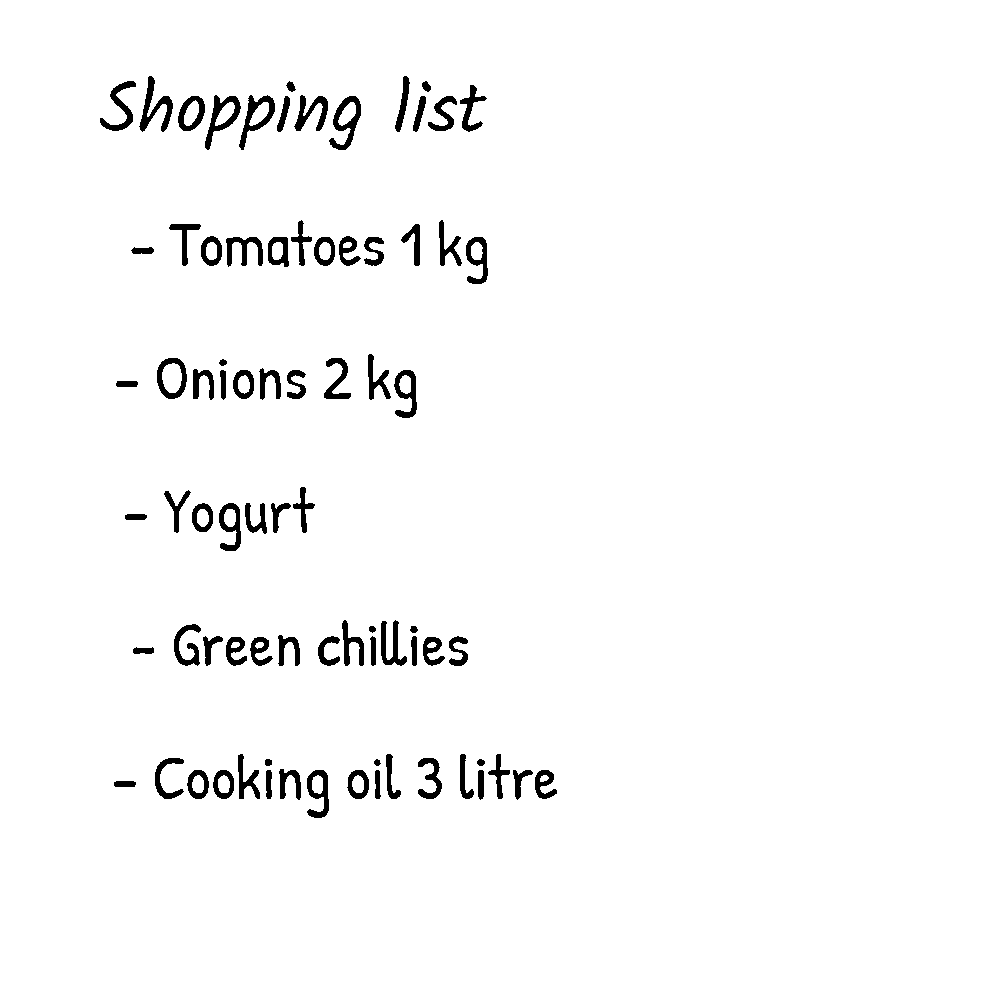 Shopping list
- Tomatoes 1 kg
- Onions 2 kg
- Yogurt
- Green chillies
- Cooking oil 3 litre